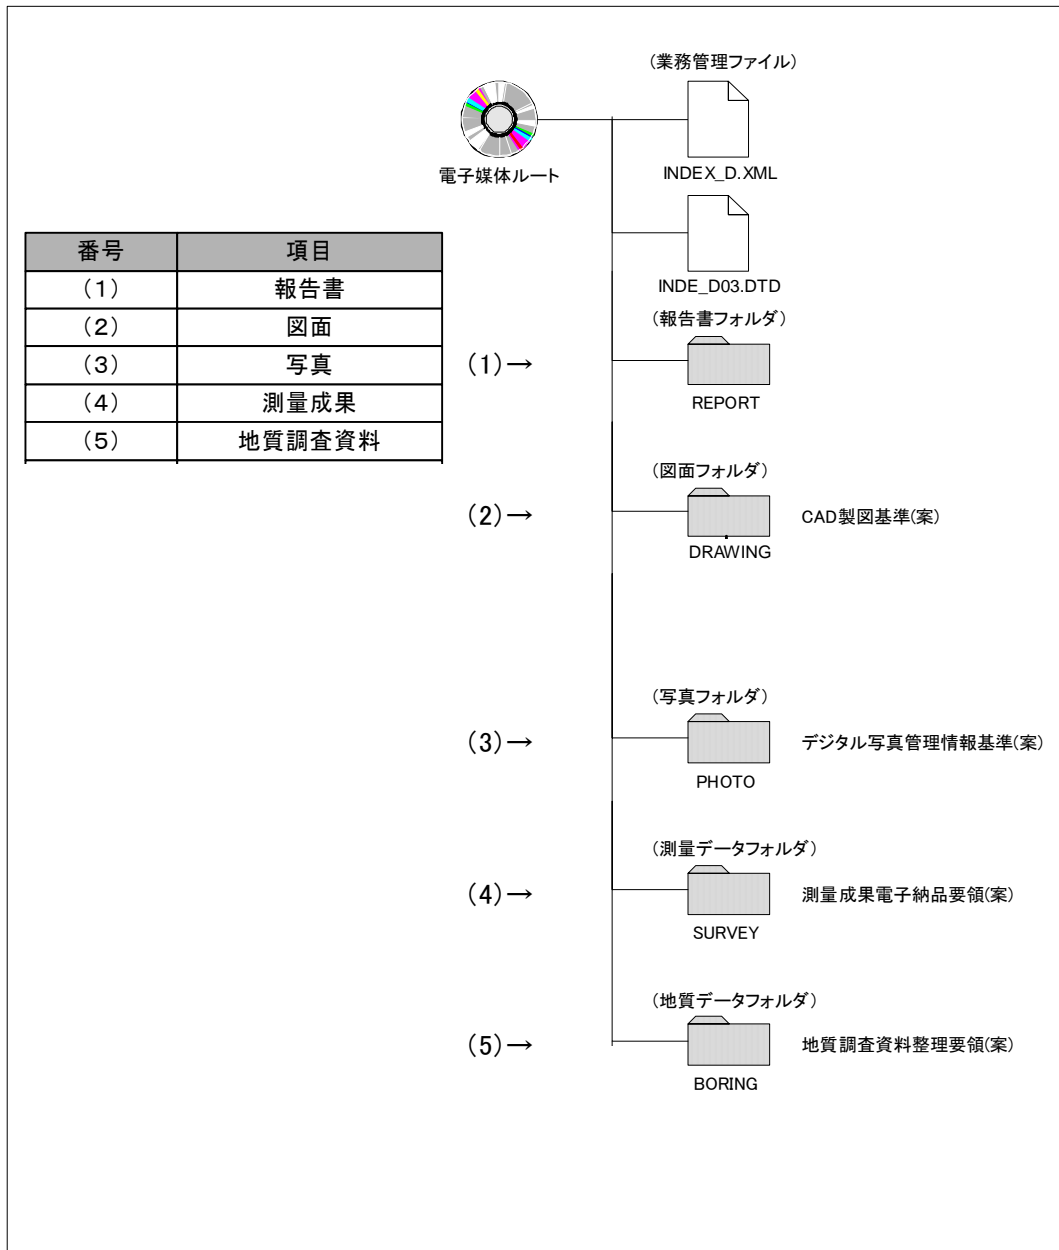 (業務管理ファイル)
電子媒体ルート
INDEX_D.XML
INDE_D03.DTD
番号 項目
(1) 報告書
(2) 図面
(3) 写真
(4) 測量成果
(5) 地質調査資料
(報告書フォルダ)
(1)→
REPORT
(図面フォルダ)
(2)→ CAD製図基準(案)
DRAWING
(写真フォルダ)
(3)→ デジタル写真管理情報基準(案)
PHOTO
(測量データフォルダ)
(4)→ 測量成果電子納品要領(案)
SURVEY
(地質データフォルダ)
(5)→ 地質調査資料整理要領(案)
BORING